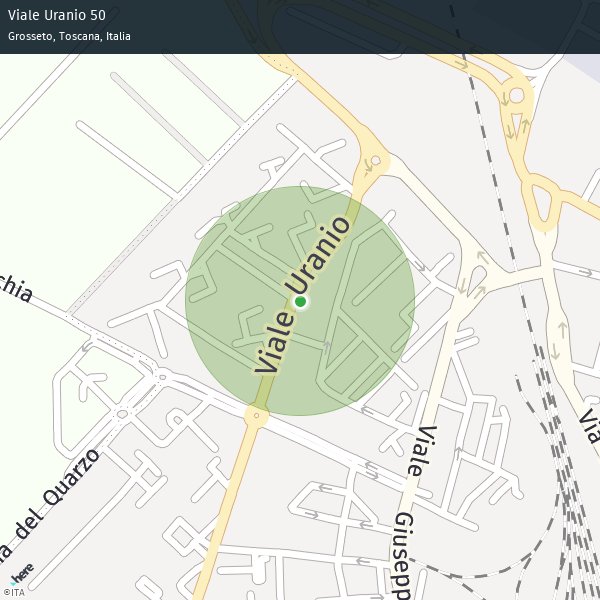 Viale Uranio 50
Grosseto, Toscana, Italia
Viale Uranio
chia
Viale Giusepp
Via
a del Quarzo
here
©ITA